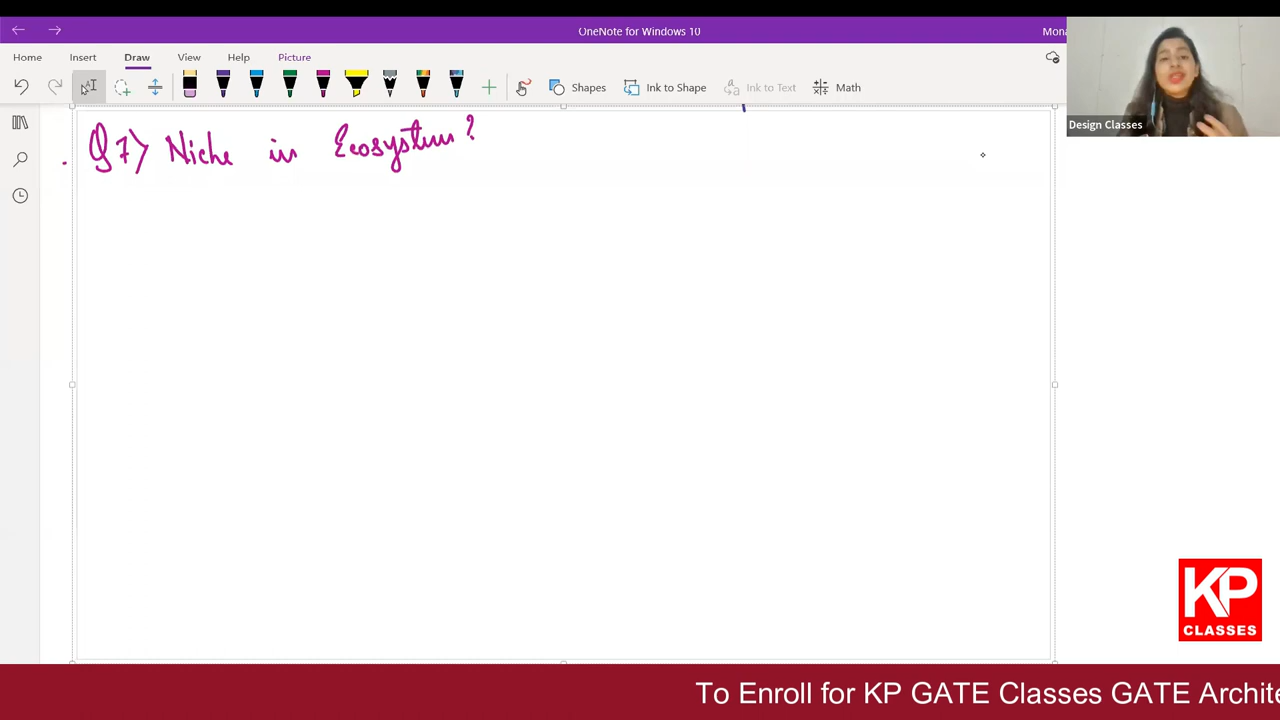 OneNote for Windows 10
Mona
Home Insert Draw View Help Picture
Shapes Ink to Shape Ink to Text Math
Design Classes
Q7> Niche in Ecosystem?
KP
CLASSES
To Enroll for KP GATE Classes GATE Archite